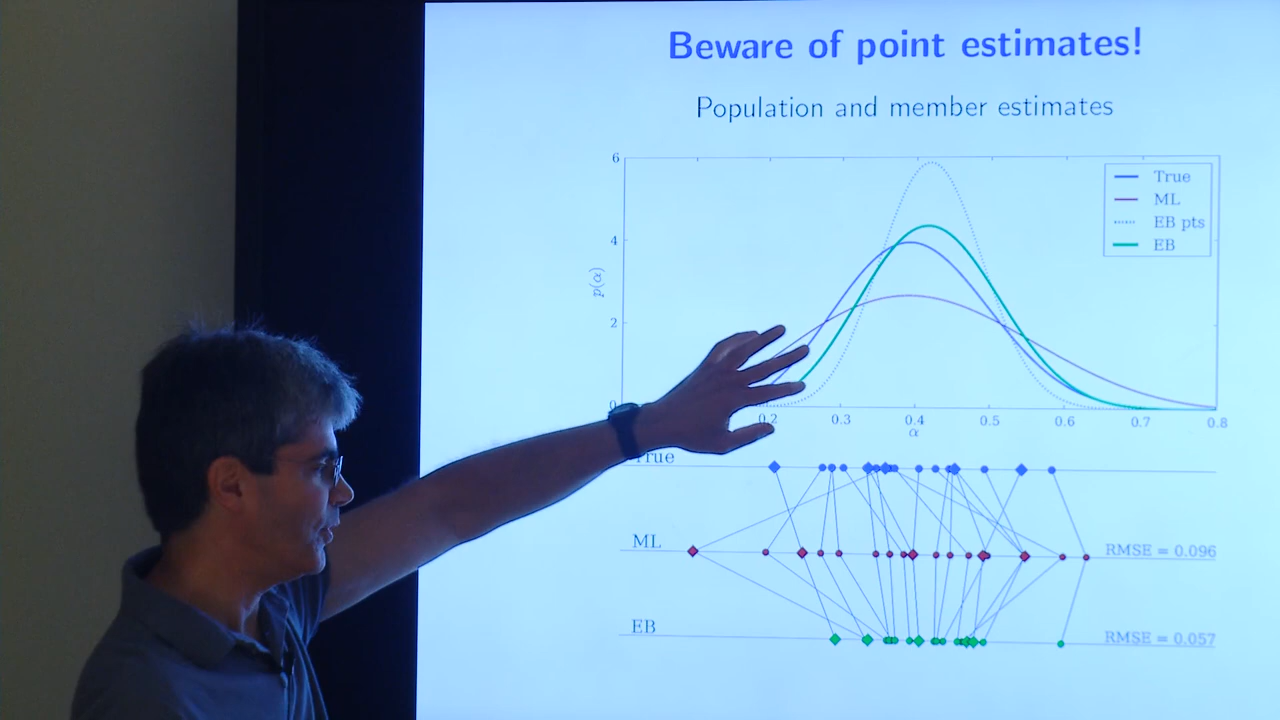 Beware of point estimates!
Population and member estimates
6
4
2
0
p(α)
True
ML
EB pts
EB
0.2 0.3 0.4 0.5 0.6 0.7 0.8
α
True
ML
RMSE = 0.096
EB
RMSE = 0.057